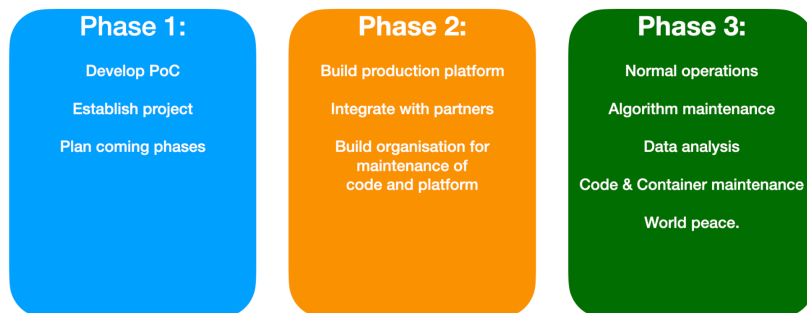 Phase 1:
Develop PoC
Establish project
Plan coming phases
Phase 2:
Build production platform
Integrate with partners
Build organisation for
maintenance of
code and platform
Phase 3:
Normal operations
Algorithm maintenance
Data analysis
Code & Container maintenance
World peace.